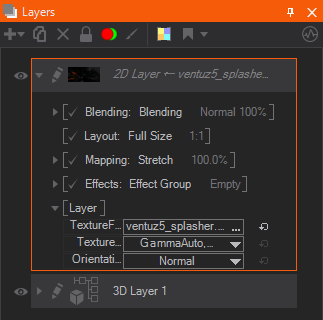 Layers
2D Layer ← ventuz5_splashe...
Blending: Blending Normal 100%
Layout: Full Size 1:1
Mapping: Stretch 100.0%
Effects: Effect Group Empty
Layer
TextureF... ventuz5_splasher.... ...
Texture... GammaAuto,...
Orientati... Normal
3D Layer 1